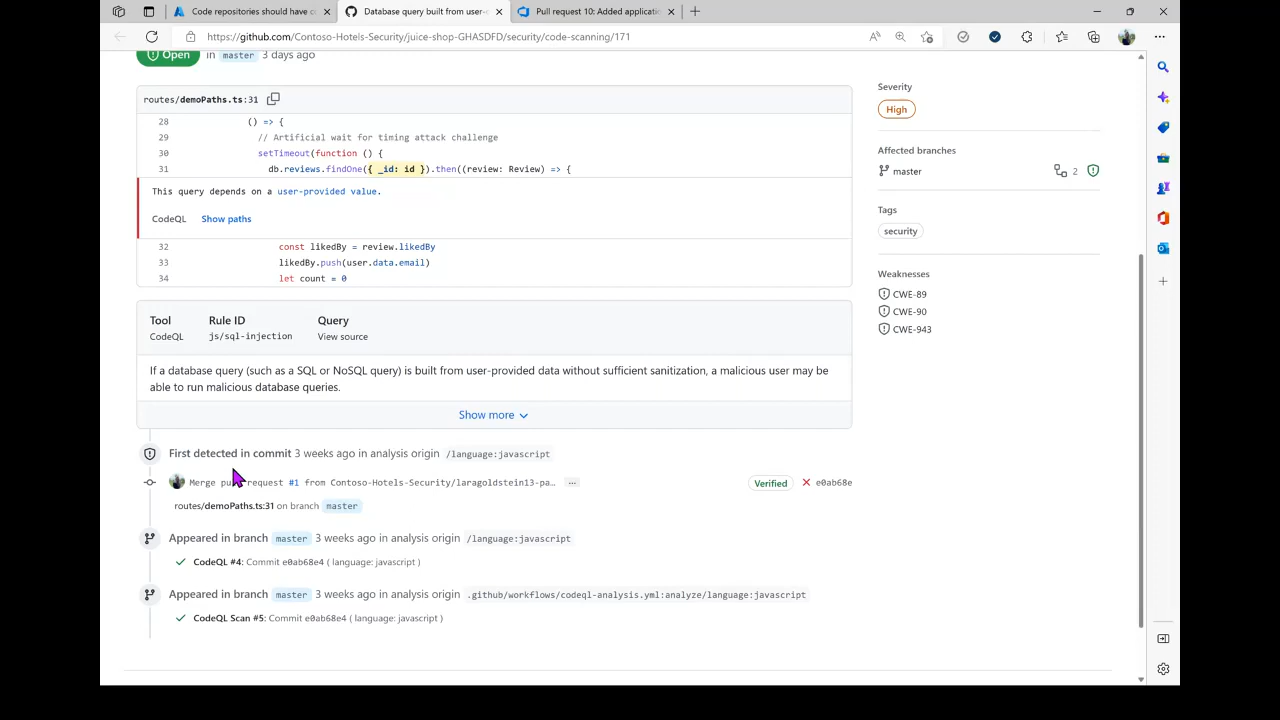 Code repositories should have c
Database query built from user-
Pull request 10: Added applicati
https://github.com/Contoso-Hotels-Security/juice-shop-GHASDFD/security/code-scanning/171
Open in master 3 days ago
routes/demoPaths.ts:31
28 () => {
29 // Artificial wait for timing attack challenge
30 setTimeout(function () {
31 db.reviews.findOne({ _id: id }).then((review: Review) => {
This query depends on a user-provided value.
CodeQL Show paths
32 const likedBy = review.likedBy
33 likedBy.push(user.data.email)
34 let count = 0
Tool Rule ID Query
CodeQL js/sql-injection View source
If a database query (such as a SQL or NoSQL query) is built from user-provided data without sufficient sanitization, a malicious user may be
able to run malicious database queries.
Show more
First detected in commit 3 weeks ago in analysis origin /language:javascript
Merge pull request #1 from Contoso-Hotels-Security/laragoldstein13-pa… ... Verified e0ab68e
routes/demoPaths.ts:31 on branch master
Appeared in branch master 3 weeks ago in analysis origin /language:javascript
CodeQL #4: Commit e0ab68e4 ( language: javascript )
Appeared in branch master 3 weeks ago in analysis origin .github/workflows/codeql-analysis.yml:analyze/language:javascript
CodeQL Scan #5: Commit e0ab68e4 ( language: javascript )
Severity
High
Affected branches
master 2
Tags
security
Weaknesses
CWE-89
CWE-90
CWE-943